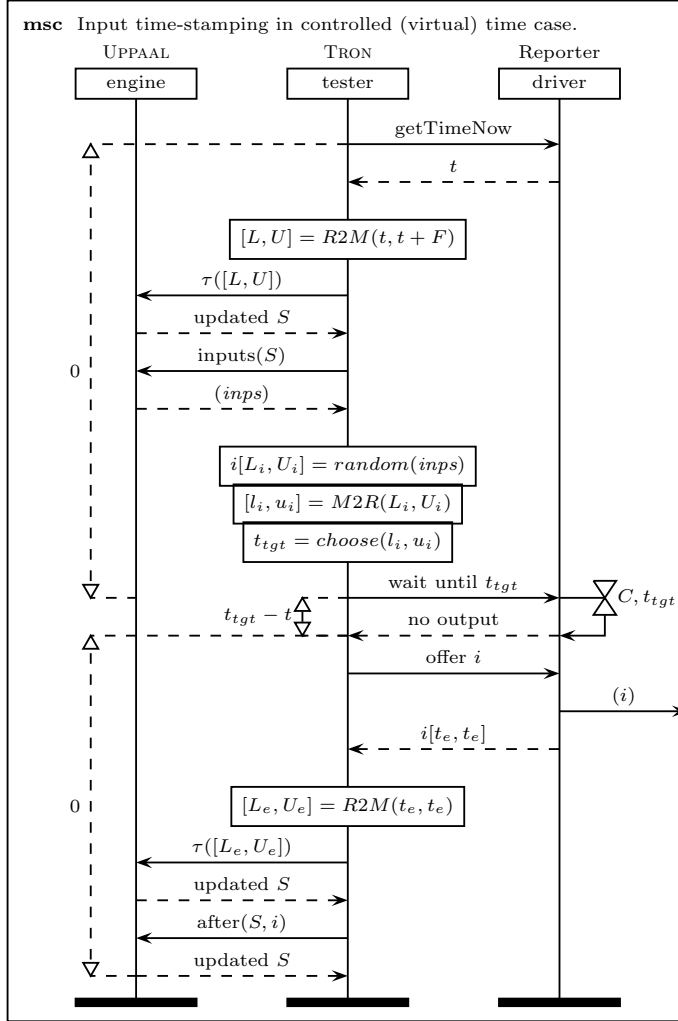 msc Input time-stamping in controlled (virtual) time case.
UPPAAL TRON Reporter
engine tester driver
getTimeNow
t
[L, U] = R2M(t, t + F)
τ([L, U])
updated S
0 inputs(S)
(inps)
i[L_i, U_i] = random(inps)
[l_i, u_i] = M2R(L_i, U_i)
t_tgt = choose(l_i, u_i)
wait until t_tgt C, t_tgt
t_tgt − t no output
offer i
(i)
i[t_e, t_e]
0 [L_e, U_e] = R2M(t_e, t_e)
τ([L_e, U_e])
updated S
after(S, i)
updated S